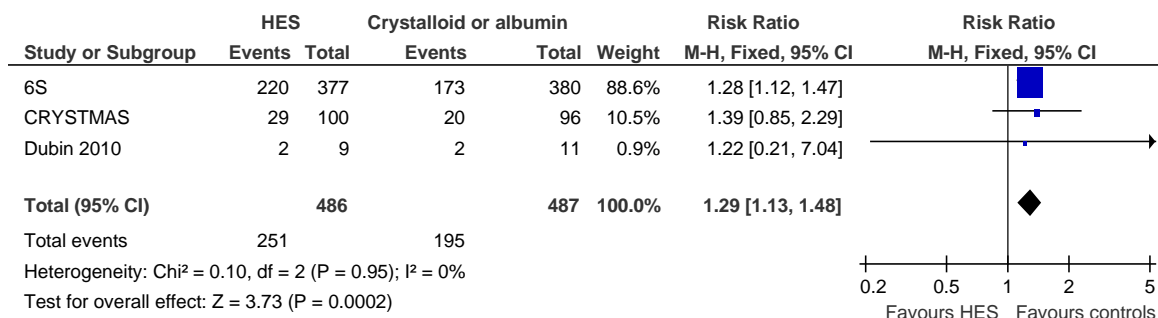 HES Crystalloid or albumin Risk Ratio Risk Ratio
Study or Subgroup Events Total Events Total Weight M-H, Fixed, 95% CI M-H, Fixed, 95% CI
6S 220 377 173 380 88.6% 1.28 [1.12, 1.47]
CRYSTMAS 29 100 20 96 10.5% 1.39 [0.85, 2.29]
Dubin 2010 2 9 2 11 0.9% 1.22 [0.21, 7.04]
Total (95% CI) 486 487 100.0% 1.29 [1.13, 1.48]
Total events 251 195
Heterogeneity: Chi² = 0.10, df = 2 (P = 0.95); I² = 0%
Test for overall effect: Z = 3.73 (P = 0.0002)
0.2 0.5 1 2 5
Favours HES Favours controls